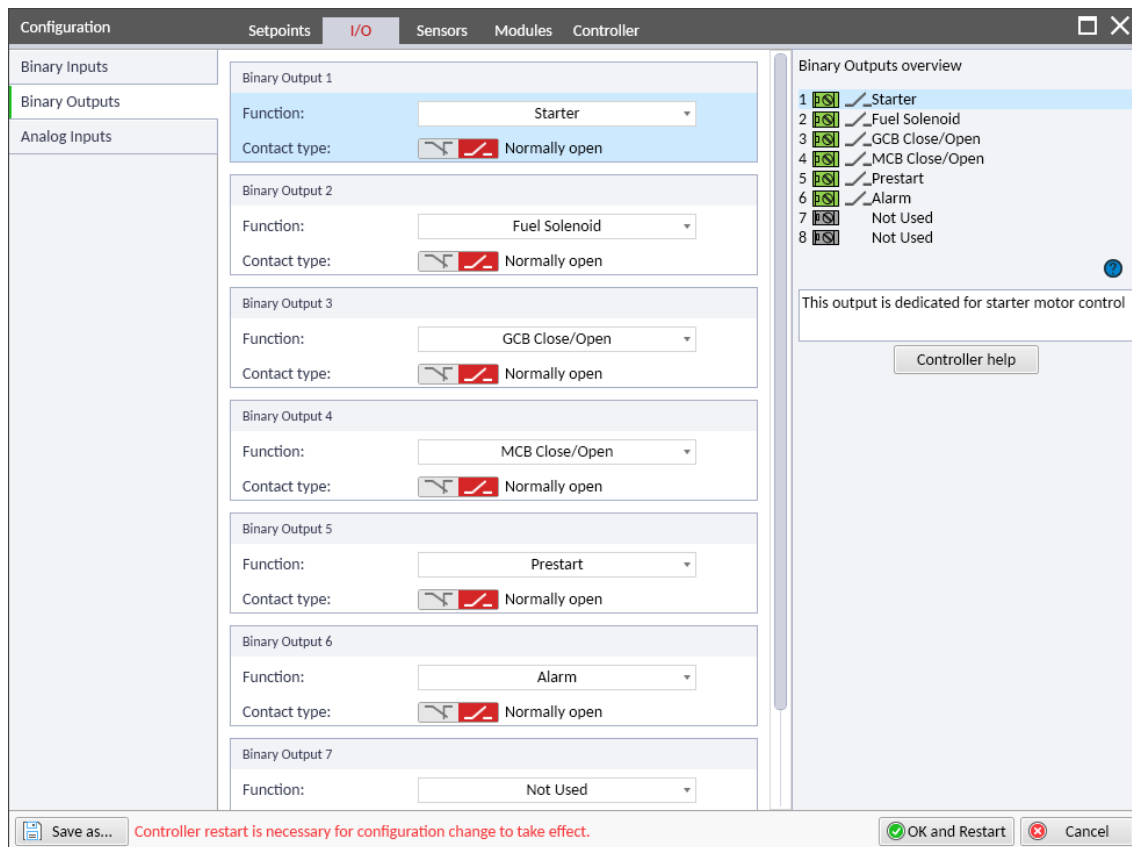 Configuration
Setpoints I/O Sensors Modules Controller
Binary Inputs
Binary Outputs
Analog Inputs
Binary Output 1
Function: Starter
Contact type: Normally open
Binary Output 2
Function: Fuel Solenoid
Contact type: Normally open
Binary Output 3
Function: GCB Close/Open
Contact type: Normally open
Binary Output 4
Function: MCB Close/Open
Contact type: Normally open
Binary Output 5
Function: Prestart
Contact type: Normally open
Binary Output 6
Function: Alarm
Contact type: Normally open
Binary Output 7
Function: Not Used
Binary Outputs overview
1 Starter
2 Fuel Solenoid
3 GCB Close/Open
4 MCB Close/Open
5 Prestart
6 Alarm
7 Not Used
8 Not Used
?
This output is dedicated for starter motor control
Controller help
Save as... Controller restart is necessary for configuration change to take effect. OK and Restart Cancel